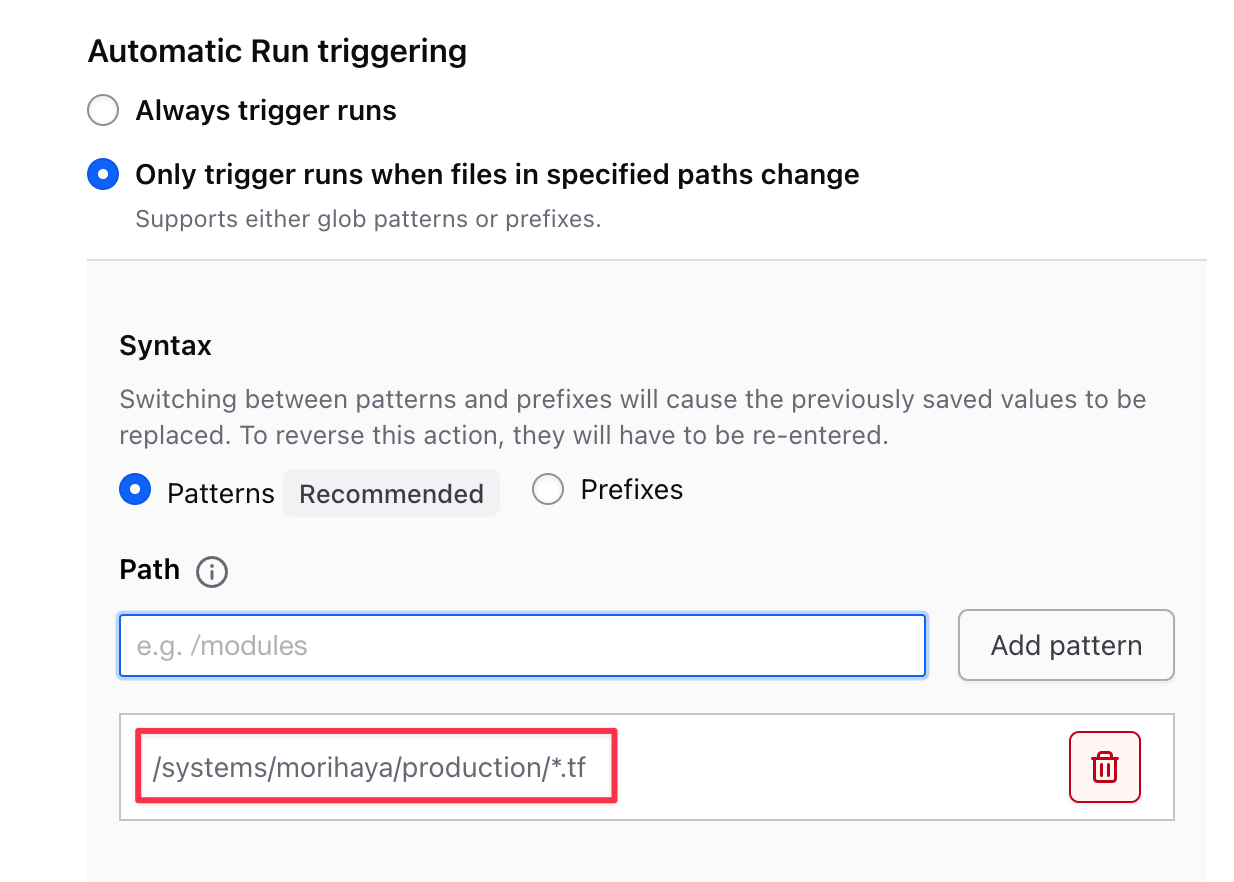 Automatic Run triggering
Always trigger runs
Only trigger runs when files in specified paths change
Supports either glob patterns or prefixes.
Syntax
Switching between patterns and prefixes will cause the previously saved values to be
replaced. To reverse this action, they will have to be re-entered.
Patterns Recommended Prefixes
Path
e.g. /modules Add pattern
/systems/morihaya/production/*.tf